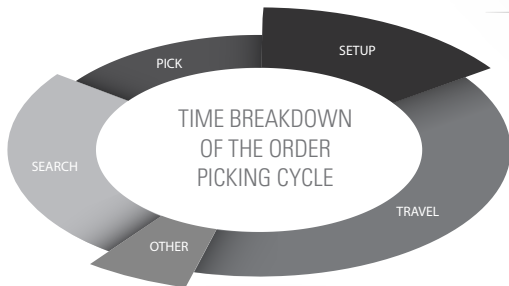 SETUP
PICK
TIME BREAKDOWN
OF THE ORDER
PICKING CYCLE
SEARCH
TRAVEL
OTHER